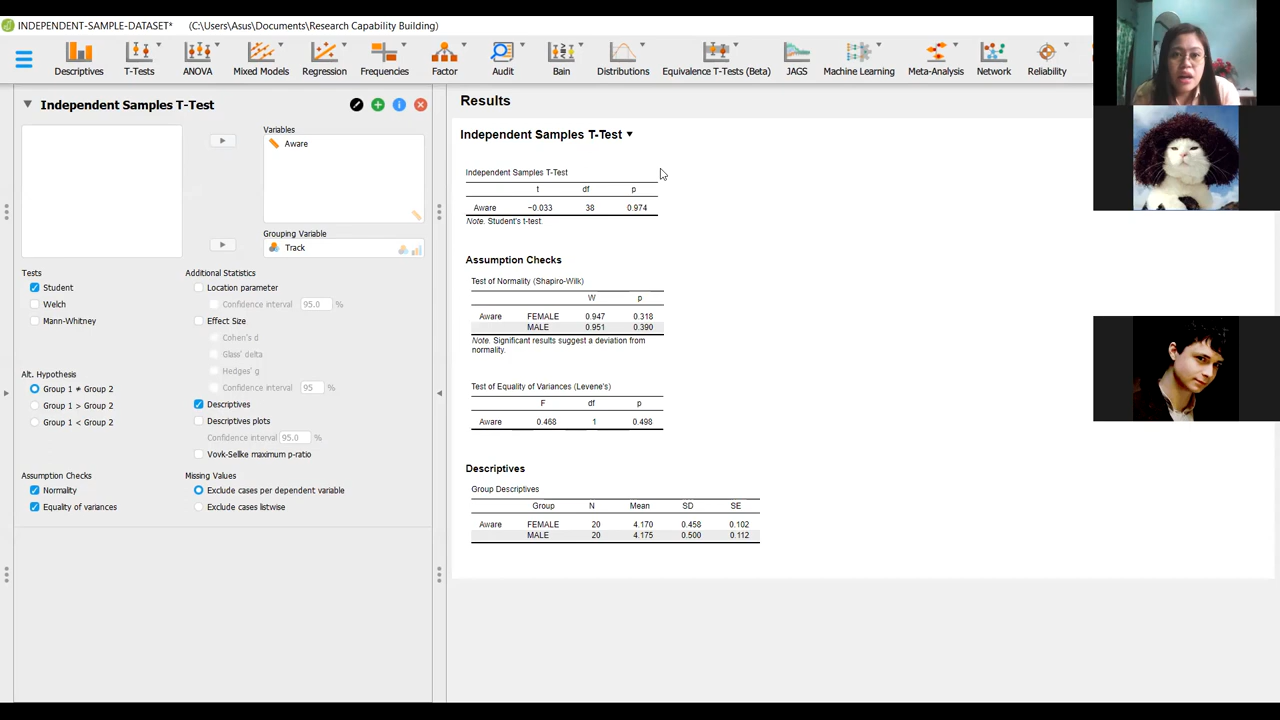 INDEPENDENT-SAMPLE-DATASET* (C:\Users\Asus\Documents\Research Capability Building)
Descriptives T-Tests ANOVA Mixed Models Regression Frequencies Factor Audit Bain Distributions Equivalence T-Tests (Beta) JAGS Machine Learning Meta-Analysis Network Reliability
Independent Samples T-Test
Variables
Aware
Grouping Variable
Track
Tests
Student
Welch
Mann-Whitney
Alt. Hypothesis
Group 1 ≠ Group 2
Group 1 > Group 2
Group 1 < Group 2
Assumption Checks
Normality
Equality of variances
Additional Statistics
Location parameter
Confidence interval 95.0 %
Effect Size
Cohen's d
Glass' delta
Hedges' g
Confidence interval 95 %
Descriptives
Descriptives plots
Confidence interval 95.0 %
Vovk-Sellke maximum p-ratio
Missing Values
Exclude cases per dependent variable
Exclude cases listwise
Results
Independent Samples T-Test
Independent Samples T-Test
t df p
Aware −0.033 38 0.974
Note. Student's t-test.
Assumption Checks
Test of Normality (Shapiro-Wilk)
W p
Aware FEMALE 0.947 0.318
MALE 0.951 0.390
Note. Significant results suggest a deviation from
normality.
Test of Equality of Variances (Levene's)
F df p
Aware 0.468 1 0.498
Descriptives
Group Descriptives
Group N Mean SD SE
Aware FEMALE 20 4.170 0.458 0.102
MALE 20 4.175 0.500 0.112